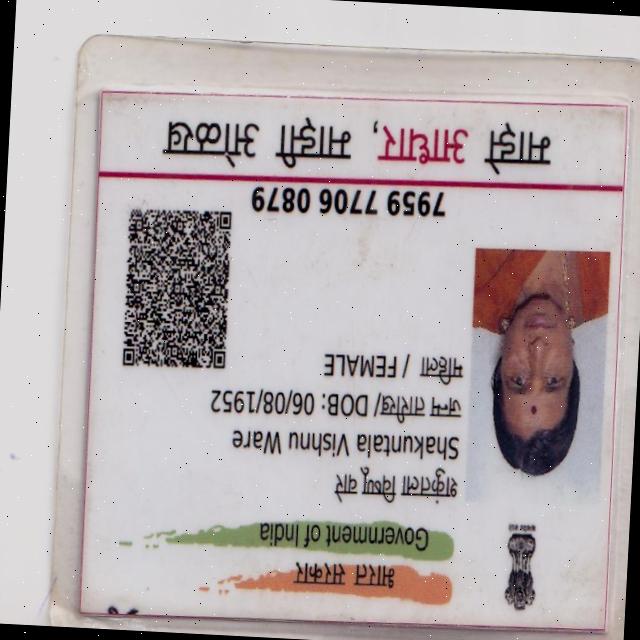 भारत सरकार
Government of India
शकुंतला विष्णू वारे
Shakuntala Vishnu Ware
जन्म तारीख/ DOB: 06/08/1952
महिला / FEMALE
7959 7706 0879
माझे आधार, माझी ओळख